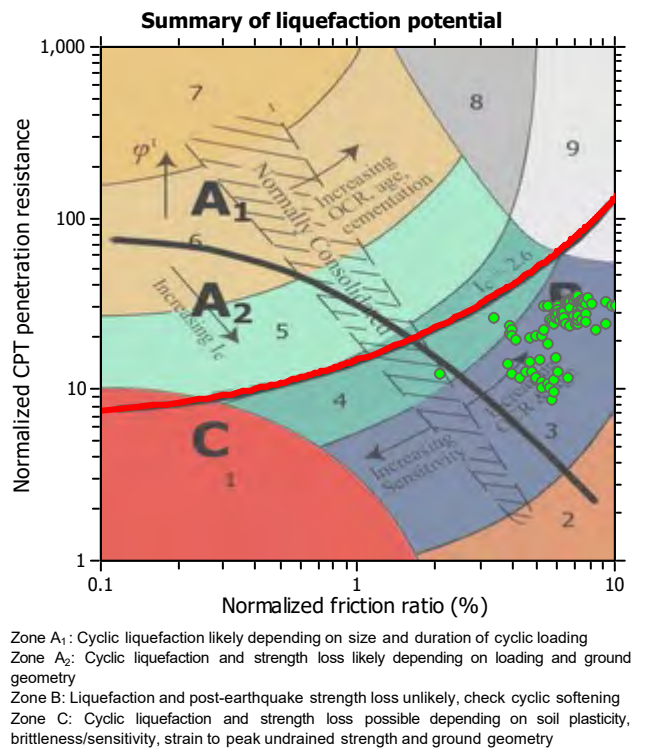 Summary of liquefaction potential
1,000
100
10
1
Normalized CPT penetration resistance
7
8
9
φ'
Increasing
OCR, age,
cementation
Normally Consolidated
A1
6
A2
Increasing Ic
5
Ic = 2.6
B
4
3
Increasing
OCR
C
1
Increasing
Sensitivity
2
0.1
1
10
Normalized friction ratio (%)
Zone A1: Cyclic liquefaction likely depending on size and duration of cyclic loading
Zone A2: Cyclic liquefaction and strength loss likely depending on loading and ground
geometry
Zone B: Liquefaction and post-earthquake strength loss unlikely, check cyclic softening
Zone C: Cyclic liquefaction and strength loss possible depending on soil plasticity,
brittleness/sensitivity, strain to peak undrained strength and ground geometry